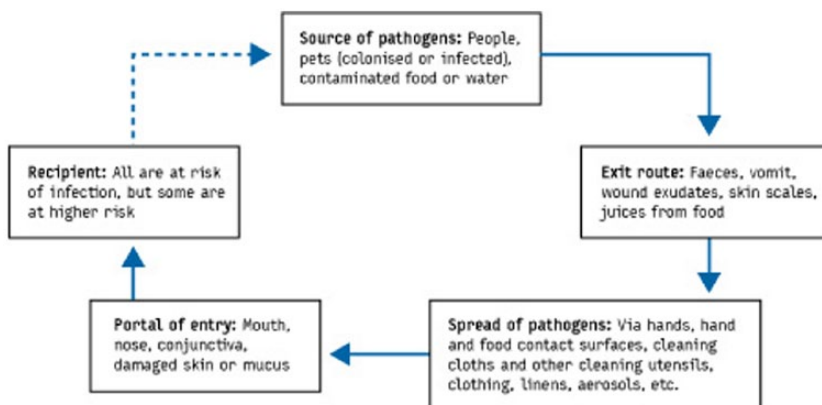 Source of pathogens: People,
pets (colonised or infected),
contaminated food or water
Exit route: Faeces, vomit,
wound exudates, skin scales,
juices from food
Spread of pathogens: Via hands, hand
and food contact surfaces, cleaning
cloths and other cleaning utensils,
clothing, linens, aerosols, etc.
Portal of entry: Mouth,
nose, conjunctiva,
damaged skin or mucus
Recipient: All are at risk
of infection, but some are
at higher risk